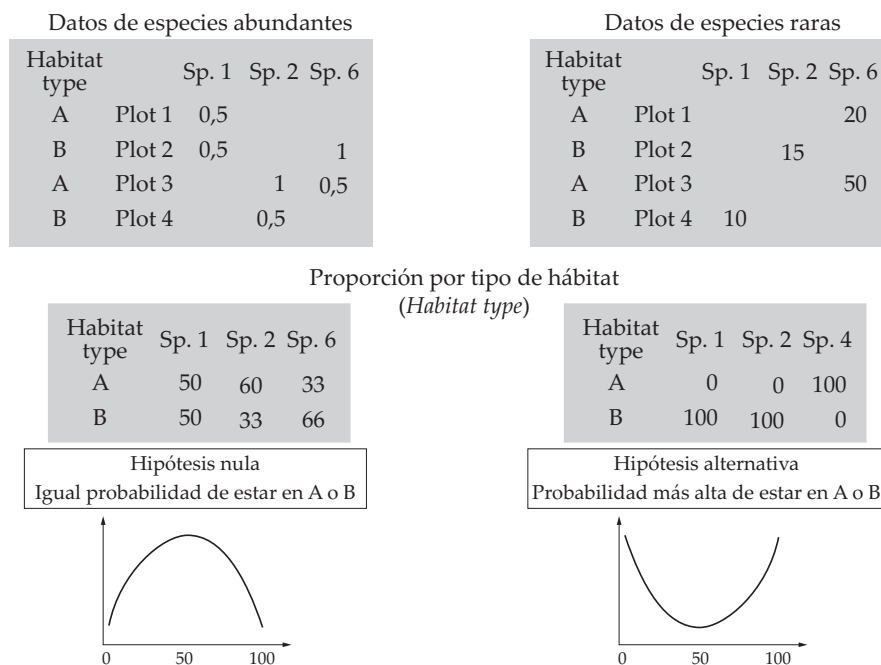 Datos de especies abundantes
Habitat type Sp. 1 Sp. 2 Sp. 6
A Plot 1 0,5
B Plot 2 0,5 1
A Plot 3 1 0,5
B Plot 4 0,5
Datos de especies raras
Habitat type Sp. 1 Sp. 2 Sp. 6
A Plot 1 20
B Plot 2 15
A Plot 3 50
B Plot 4 10
Proporción por tipo de hábitat
(Habitat type)
Habitat type Sp. 1 Sp. 2 Sp. 6
A 50 60 33
B 50 33 66
Hipótesis nula
Igual probabilidad de estar en A o B
0 50 100
Habitat type Sp. 1 Sp. 2 Sp. 4
A 0 0 100
B 100 100 0
Hipótesis alternativa
Probabilidad más alta de estar en A o B
0 50 100